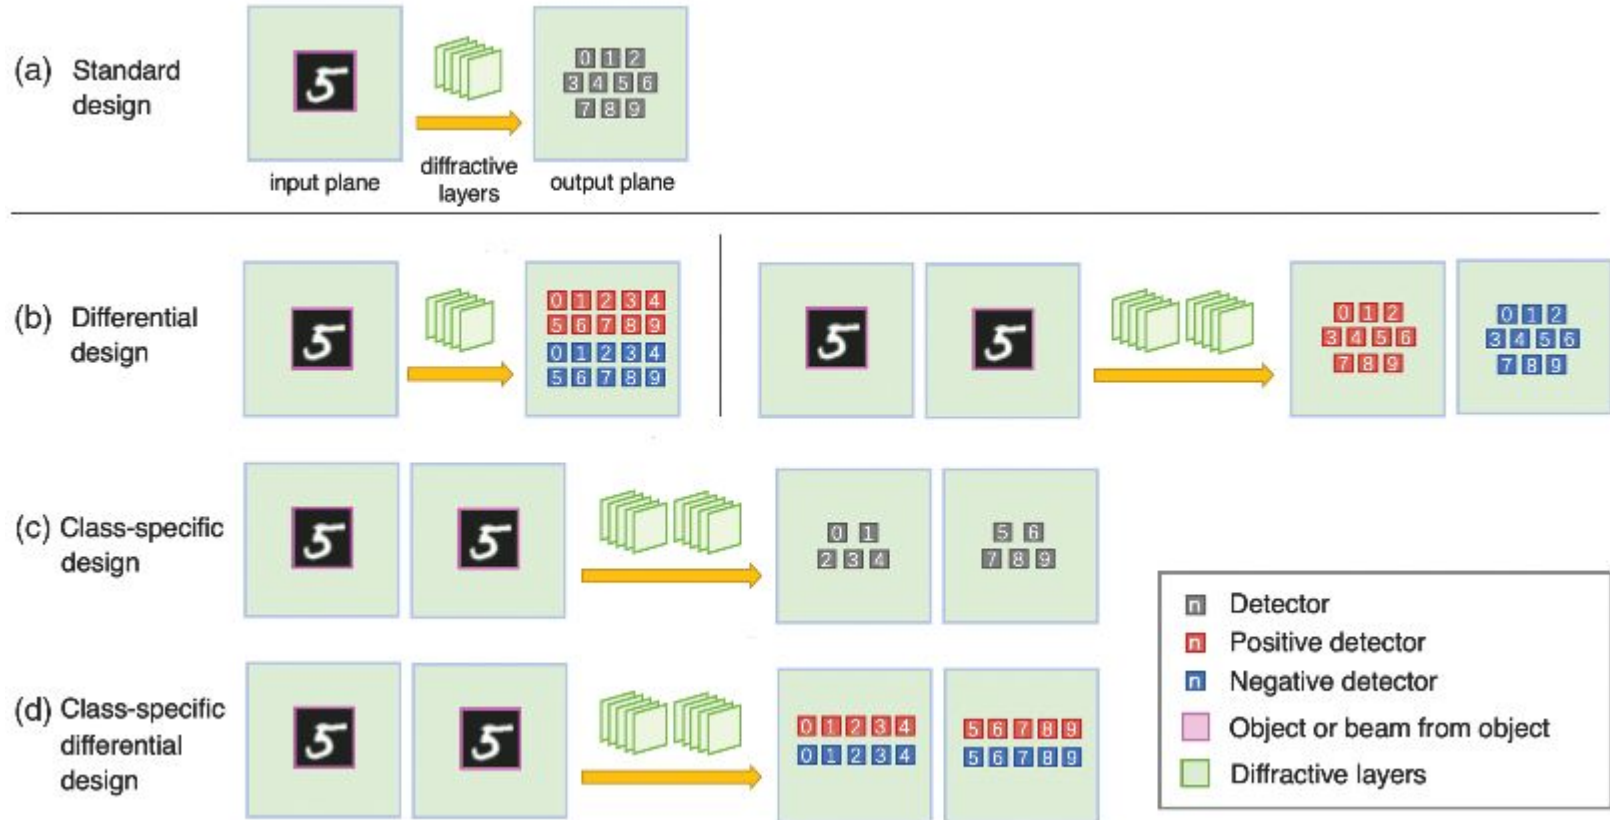 (a) Standard design
5
0 1 2
3 4 5 6
7 8 9
input plane
diffractive layers
output plane
(b) Differential design
5
0 1 2 3 4
5 6 7 8 9
0 1 2 3 4
5 6 7 8 9
5
5
0 1 2
3 4 5 6
7 8 9
0 1 2
3 4 5 6
7 8 9
(c) Class-specific design
5
5
0 1
2 3 4
5 6
7 8 9
(d) Class-specific differential design
5
5
0 1 2 3 4
0 1 2 3 4
5 6 7 8 9
5 6 7 8 9
n Detector
n Positive detector
n Negative detector
Object or beam from object
Diffractive layers